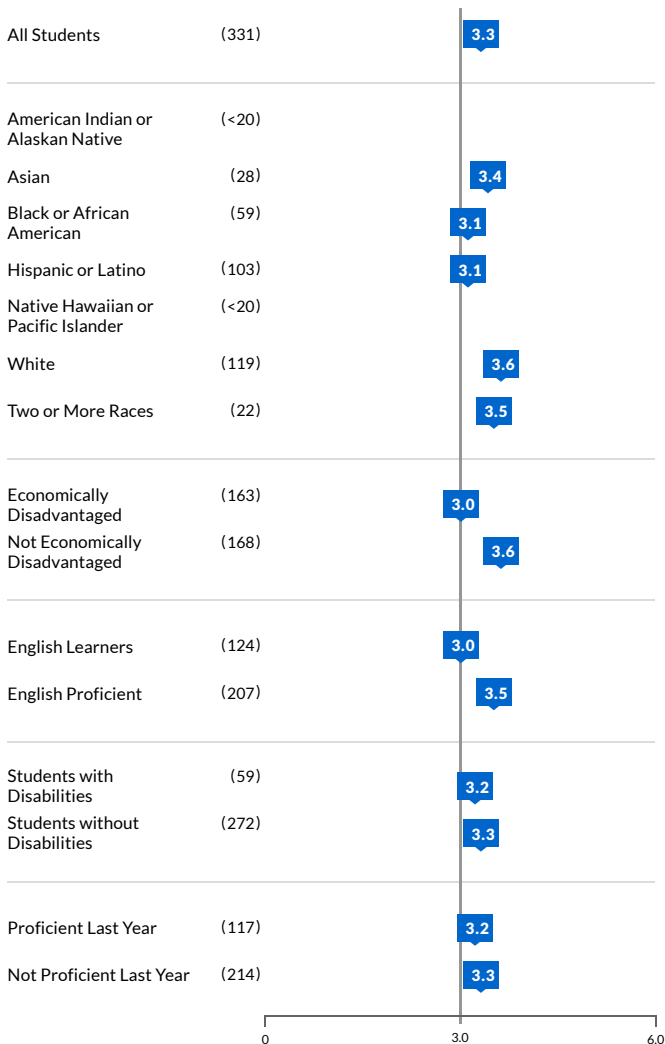 All Students (331) 3.3
American Indian or (<20)
Alaskan Native
Asian (28) 3.4
Black or African (59) 3.1
American
Hispanic or Latino (103) 3.1
Native Hawaiian or (<20)
Pacific Islander
White (119) 3.6
Two or More Races (22) 3.5
Economically (163) 3.0
Disadvantaged
Not Economically (168) 3.6
Disadvantaged
English Learners (124) 3.0
English Proficient (207) 3.5
Students with (59) 3.2
Disabilities
Students without (272) 3.3
Disabilities
Proficient Last Year (117) 3.2
Not Proficient Last Year (214) 3.3
0 3.0 6.0